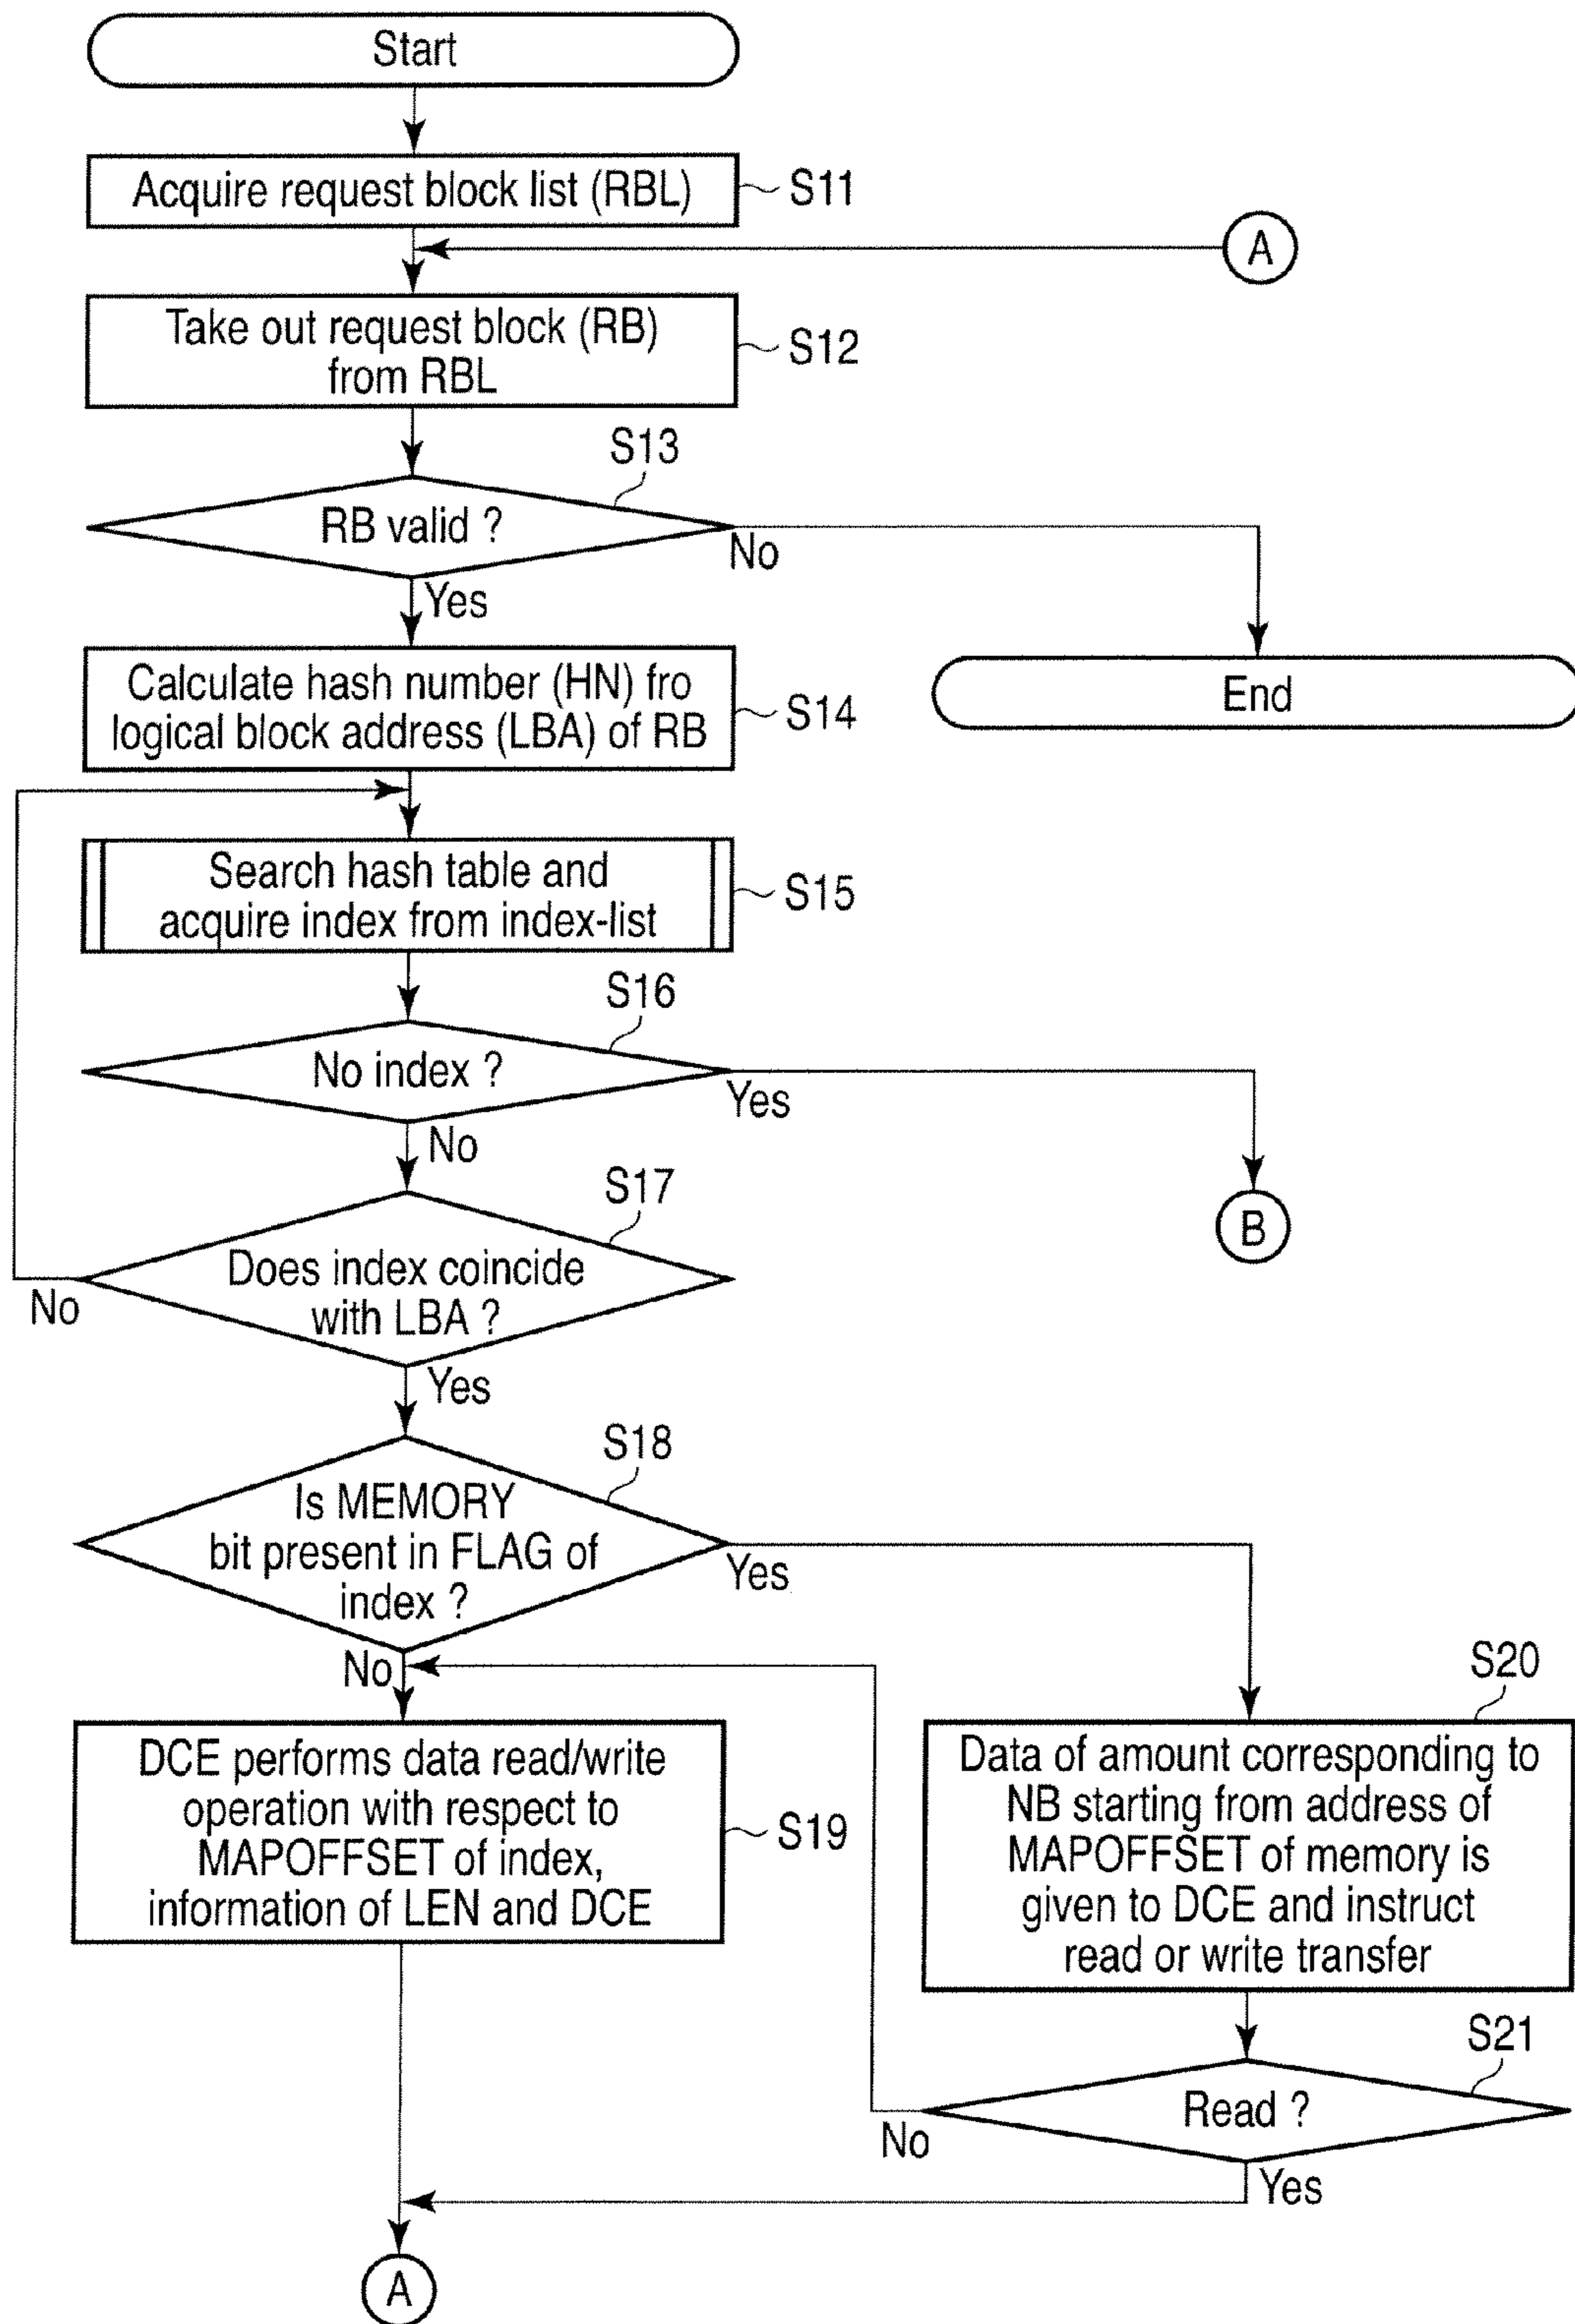 Start
Acquire request block list (RBL)
S11
A
Take out request block (RB)
from RBL
S12
S13
RB valid ?
No
Yes
Calculate hash number (HN) fro
logical block address (LBA) of RB
S14
End
Search hash table and
acquire index from index-list
S15
S16
No index ?
Yes
No
B
S17
Does index coincide
with LBA ?
No
Yes
S18
Is MEMORY
bit present in FLAG of
index ?
Yes
No
DCE performs data read/write
operation with respect to
MAPOFFSET of index,
information of LEN and DCE
S19
S20
Data of amount corresponding to
NB starting from address of
MAPOFFSET of memory is
given to DCE and instruct
read or write transfer
S21
Read ?
No
Yes
A